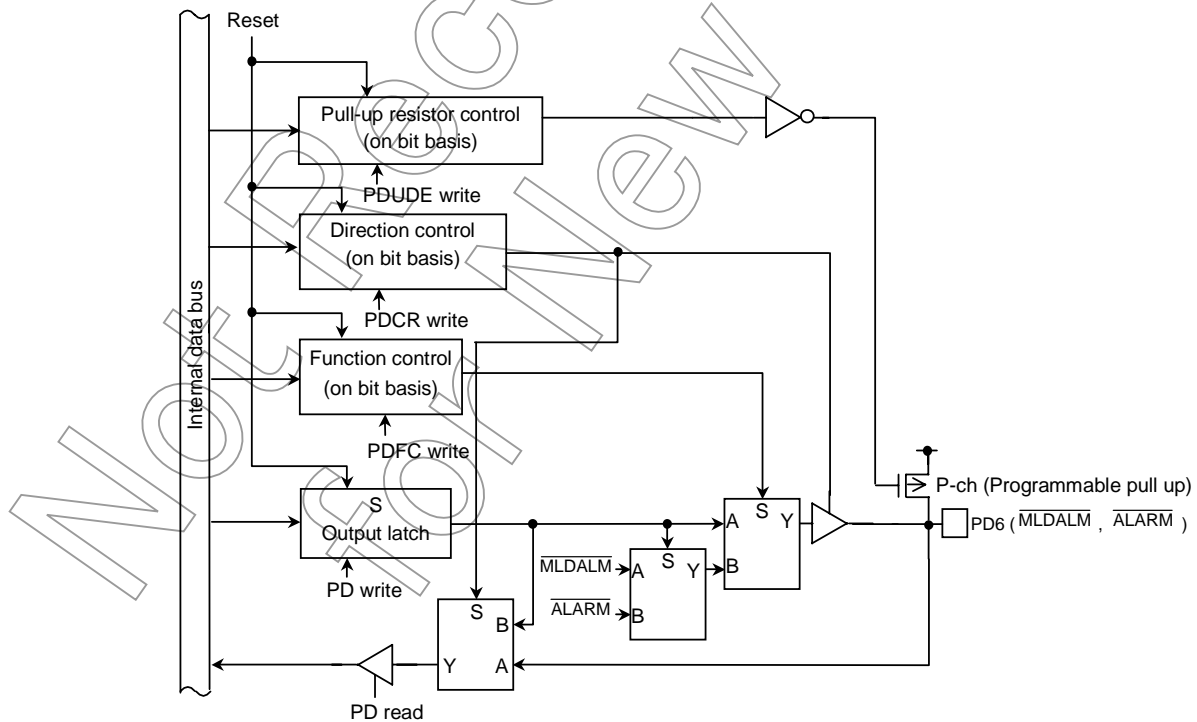 Reset
Pull-up resistor control
(on bit basis)
PDUDE write
Direction control
(on bit basis)
PDCR write
Internal data bus
Function control
(on bit basis)
PDFC write
P-ch (Programmable pull up)
S
Output latch
A S Y
B
PD6 (MLDALM , ALARM )
MLDALM
A S Y
ALARM
B
PD write
S
B
Y A
PD read
Not Rec
for New